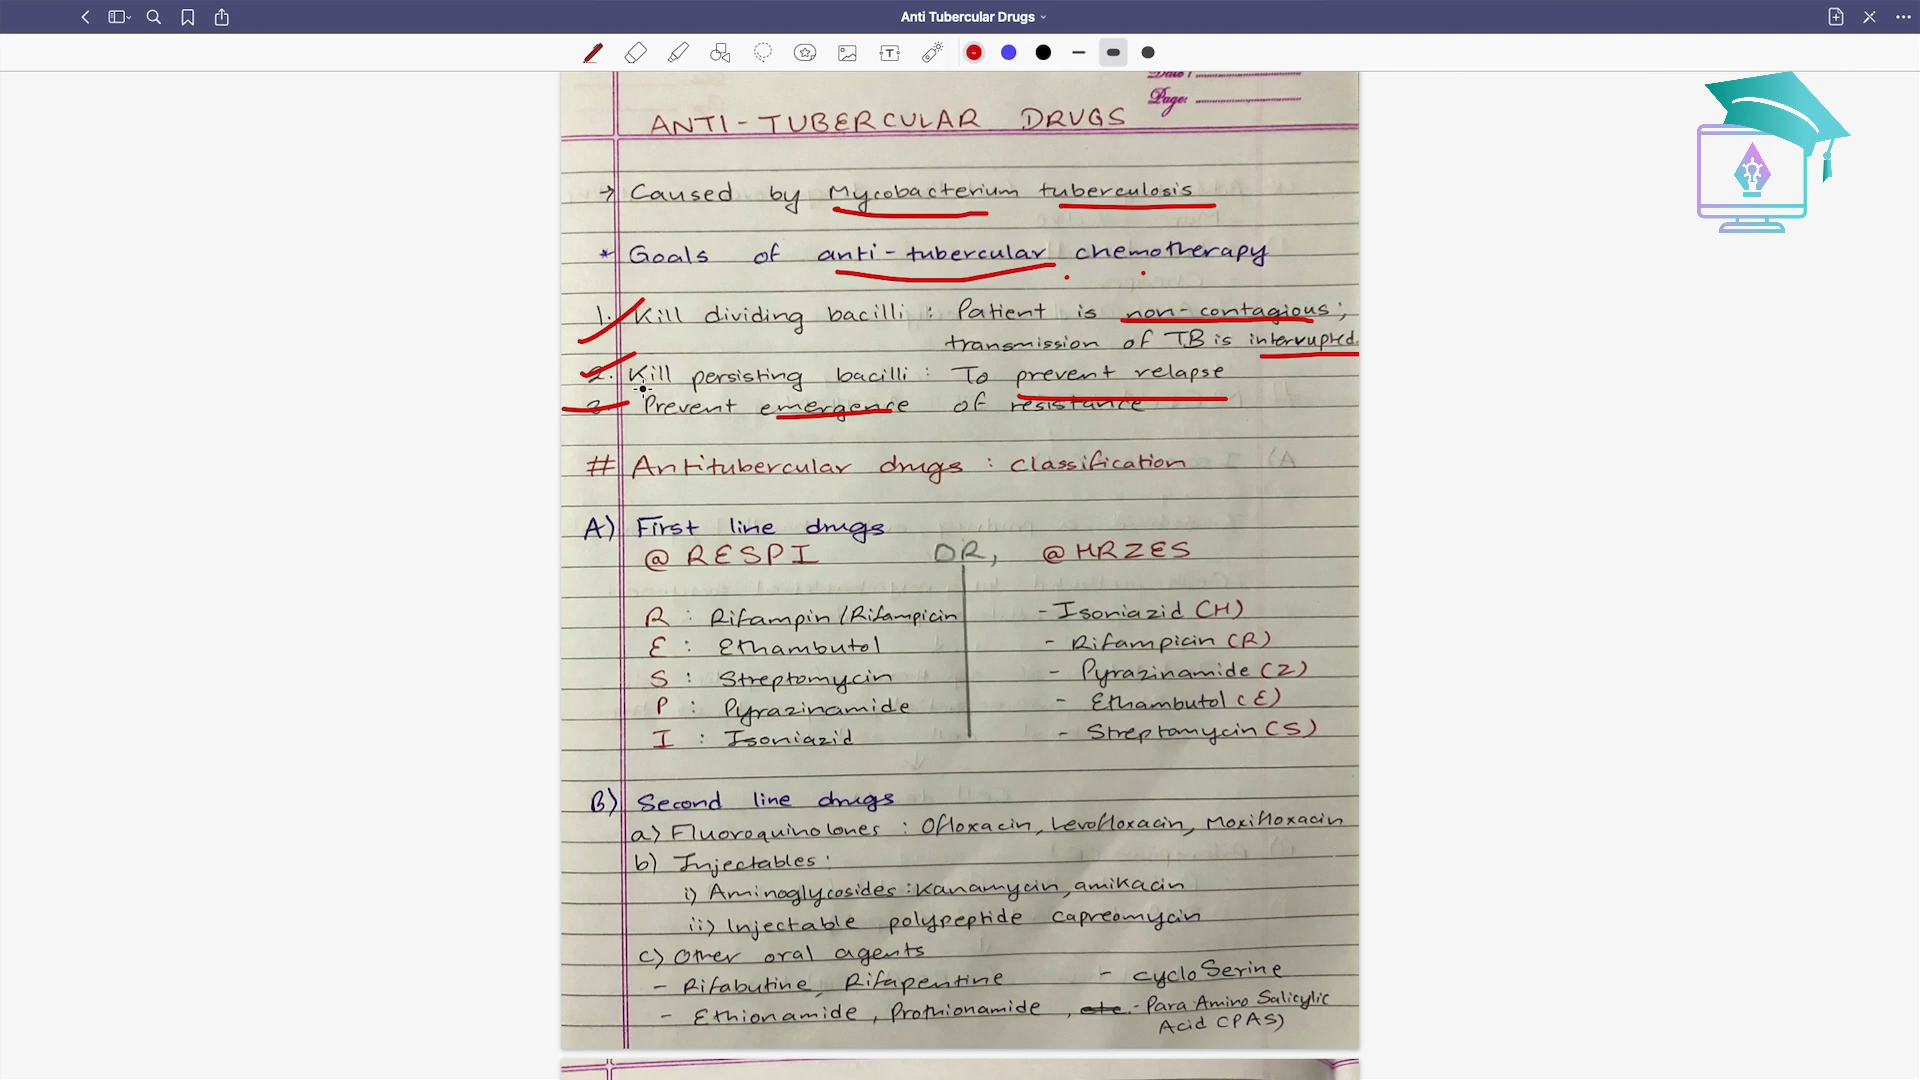 Anti Tubercular Drugs
Date :
Page:
ANTI-TUBERCULAR DRUGS
→ Caused by Mycobacterium tuberculosis
* Goals of anti-tubercular chemotherapy
1. Kill dividing bacilli : Patient is non-contagious;
transmission of TB is interrupted.
2. Kill persisting bacilli : To prevent relapse
3. Prevent emergence of resistance
# Antitubercular drugs : classification
A) First line drugs
@ RESPI OR, @ HRZES
R : Rifampin/Rifampicin - Isoniazid (H)
E : Ethambutol - Rifampicin (R)
S : Streptomycin - Pyrazinamide (Z)
P : Pyrazinamide - Ethambutol (E)
I : Isoniazid - Streptomycin (S)
B) Second line drugs
a) Fluoroquinolones : Ofloxacin, Levofloxacin, Moxifloxacin
b) Injectables :
i) Aminoglycosides : Kanamycin, amikacin
ii) Injectable polypeptide capreomycin
c) Other oral agents
- Rifabutine, Rifapentine - cyclo Serine
- Ethionamide, Prothionamide, etc. - Para Amino Salicylic
Acid (PAS)